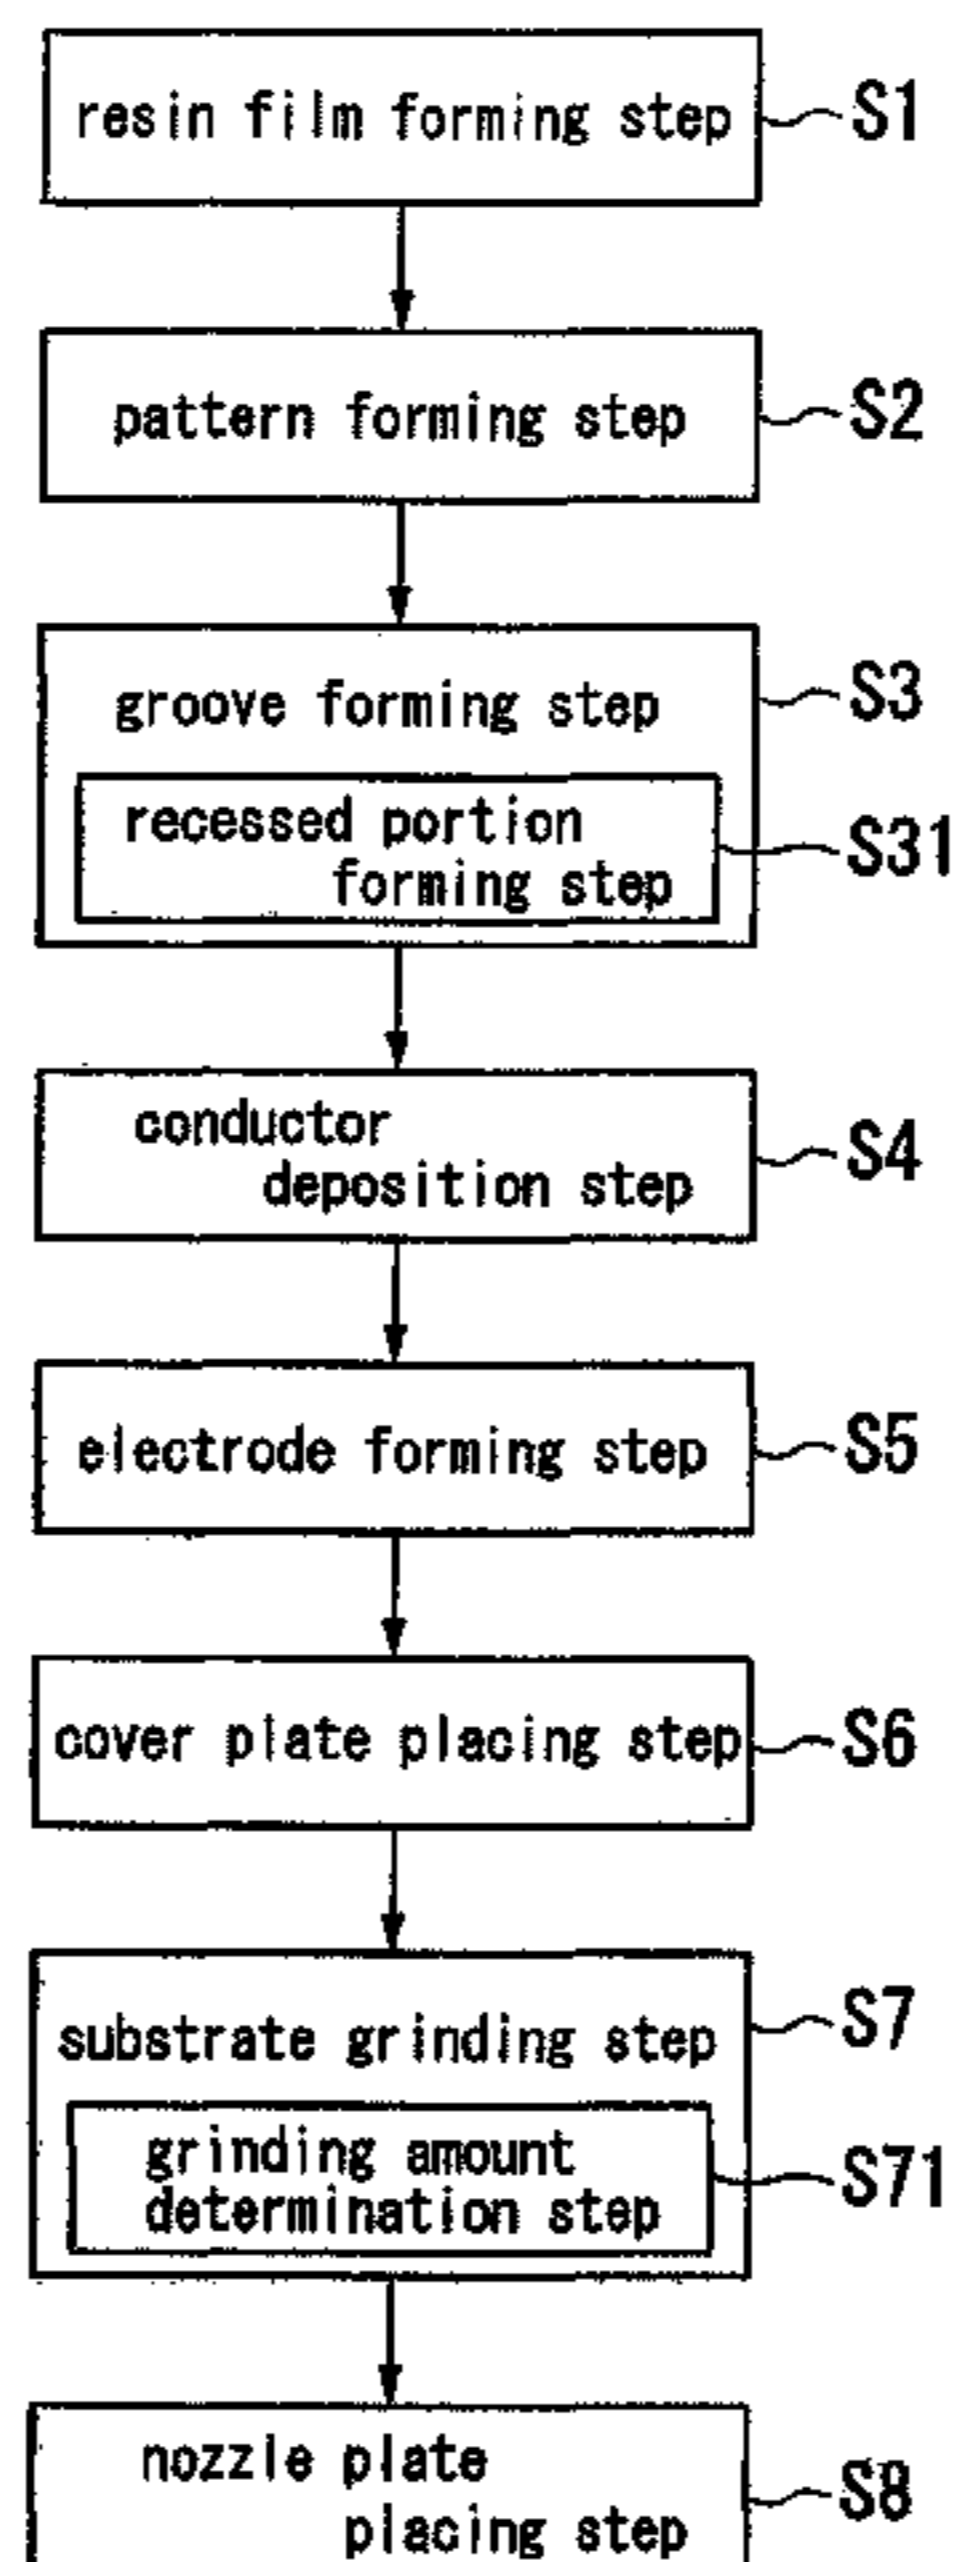 resin film forming step S1
pattern forming step S2
groove forming step S3
recessed portion
forming step S31
conductor
deposition step S4
electrode forming step S5
cover plate placing step S6
substrate grinding step S7
grinding amount
determination step S71
nozzle plate
placing step S8